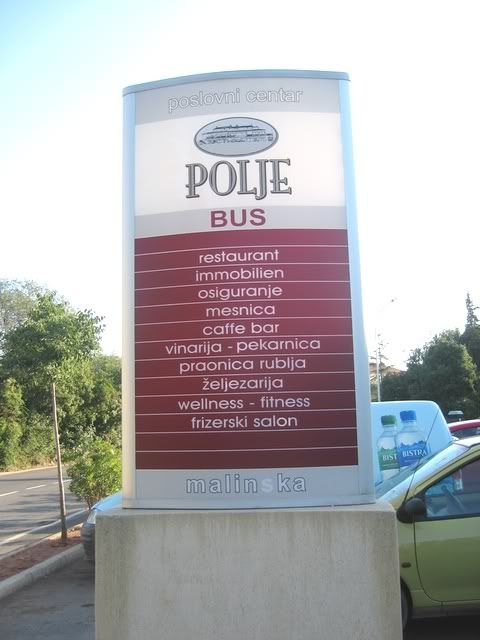 poslovni centar
POLJE
BUS
restaurant
immobilien
osiguranje
mesnica
caffe bar
vinarija - pekarnica
praonica rublja
željezarija
wellness - fitness
frizerski salon
malinska
BISTRA